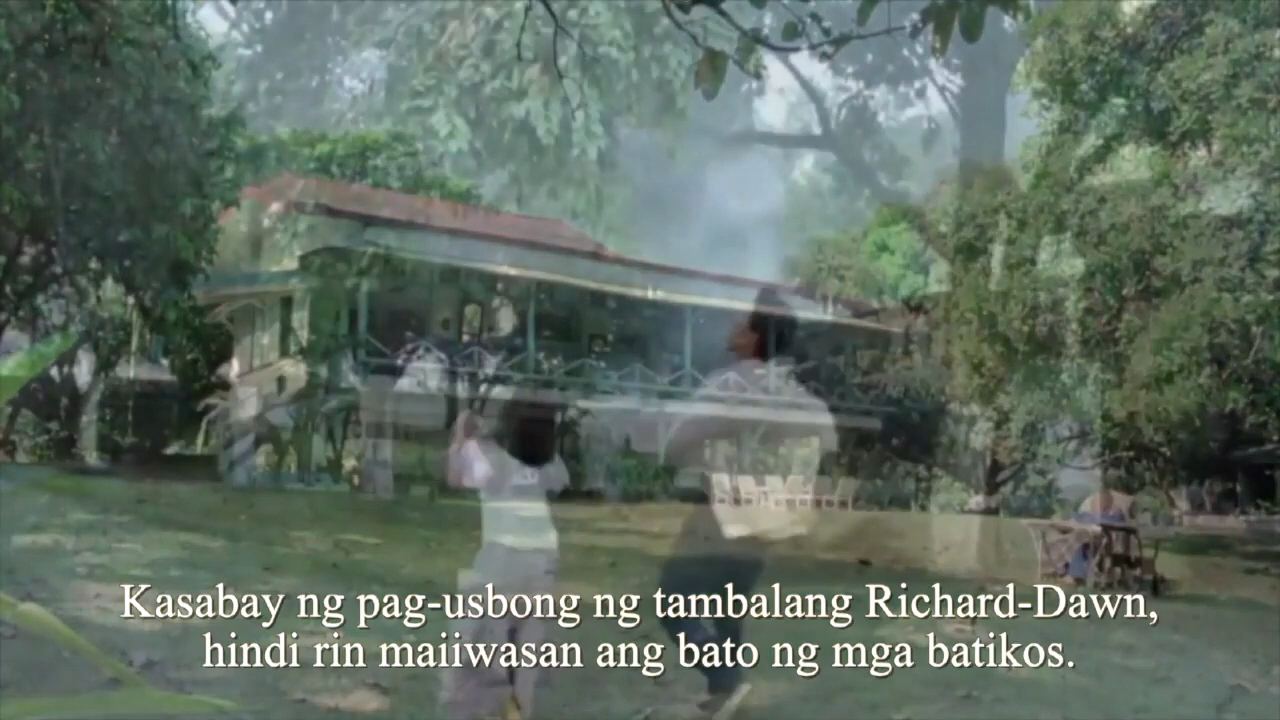 Kasabay ng pag-usbong ng tambalang Richard-Dawn,
hindi rin maiiwasan ang bato ng mga batikos.